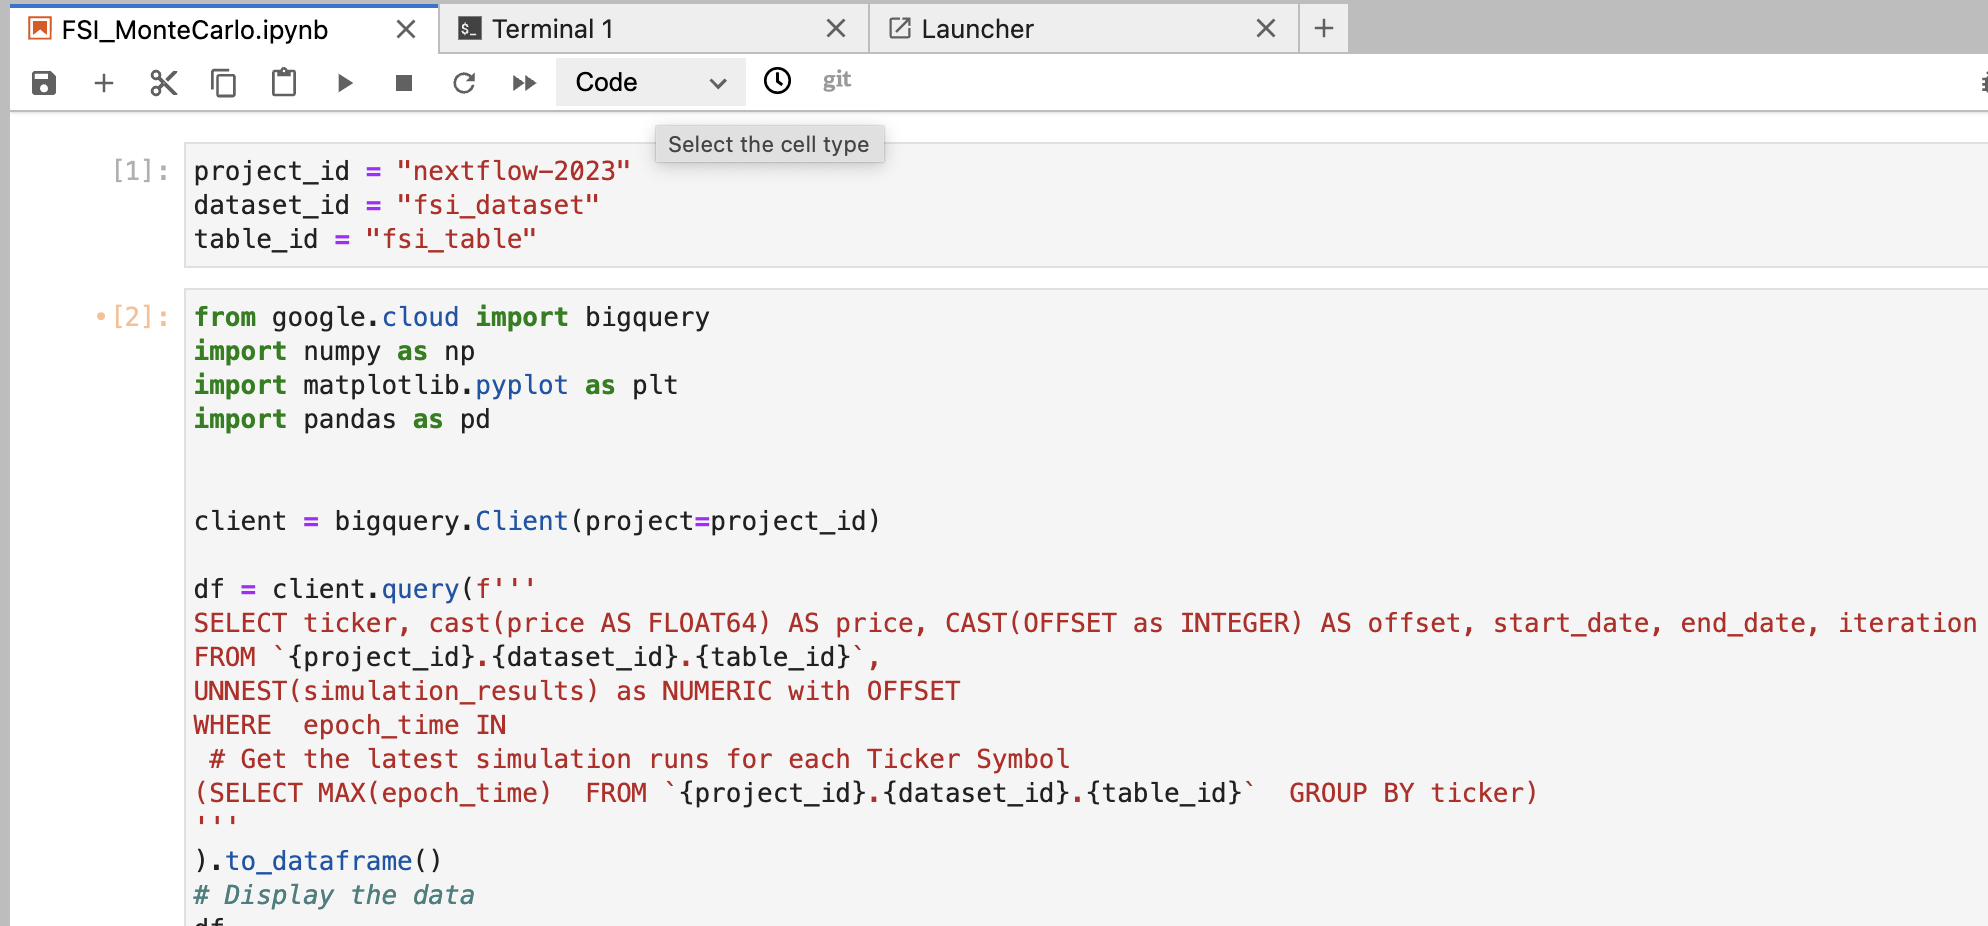 FSI_MonteCarlo.ipynb
Terminal 1
Launcher
Code
git
Select the cell type
[1]:
project_id = "nextflow-2023"
dataset_id = "fsi_dataset"
table_id = "fsi_table"
[2]:
from google.cloud import bigquery
import numpy as np
import matplotlib.pyplot as plt
import pandas as pd
client = bigquery.Client(project=project_id)
df = client.query(f'''
SELECT ticker, cast(price AS FLOAT64) AS price, CAST(OFFSET as INTEGER) AS offset, start_date, end_date, iteration
FROM `{project_id}.{dataset_id}.{table_id}`,
UNNEST(simulation_results) as NUMERIC with OFFSET
WHERE  epoch_time IN
 # Get the latest simulation runs for each Ticker Symbol
(SELECT MAX(epoch_time)  FROM `{project_id}.{dataset_id}.{table_id}`  GROUP BY ticker)
'''
).to_dataframe()
# Display the data
df